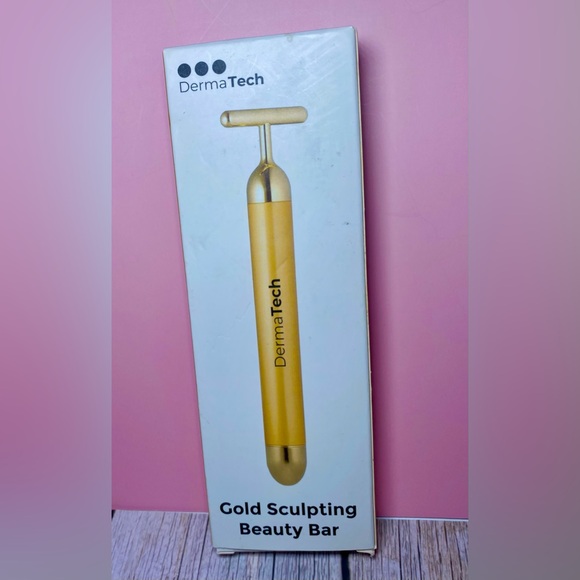 DermaTech
DermaTech
Gold Sculpting
Beauty Bar